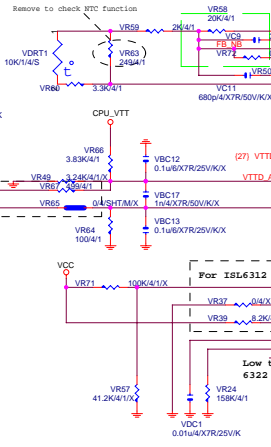 Remove to check NTC function
VR58
20K/4/1
VR59
2K/4/1
VC9
FB_NB
VR72
VDRT1
10K/1/4/S
VR63
249/4/1
t°
VR60
3.3K/4/1
VR50
VC11
680p/4/X7R/50V/K/X
CPU_VTT
VR66
3.83K/4/1
VBC12
0.1u/6/X7R/25V/K/X
{27) VTTD
VR49
3.24K/4/1/X
VTTD_A
VR67
499/4/1
VBC17
1n/4/X7R/50V/K/X
VR65
0/4/SHT/M/X
VBC13
0.1u/6/X7R/25V/K/X
VR64
100/4/1
VCC
For ISL6312
VR71
100K/4/1/X
VR37
0/4/X
VR39
8.2K/
Low t
6322
VR57
41.2K/4/1/X
VR24
158K/4/1
VDC1
0.01u/4/X7R/25V/K